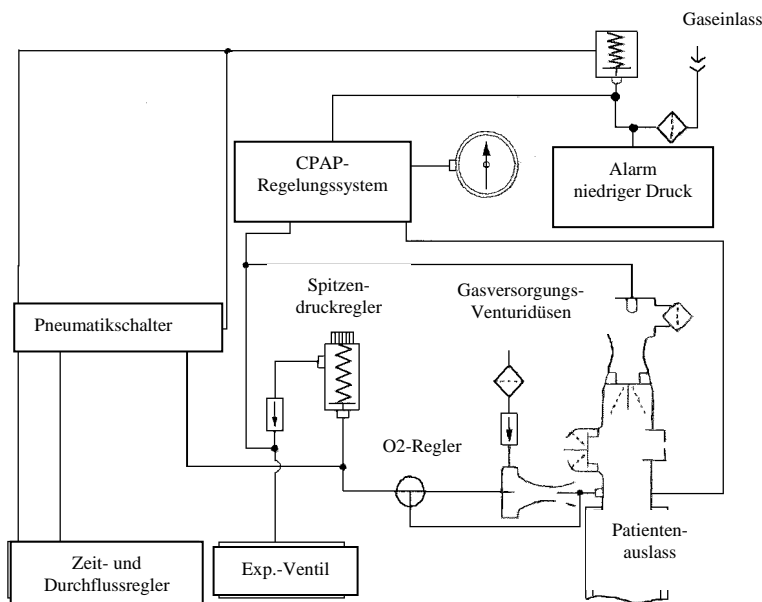 Gaseinlass
CPAP-
Regelungssystem
Alarm
niedriger Druck
Spitzen-
druckregler
Gasversorgungs-
Venturidüsen
Pneumatikschalter
O2-Regler
Patienten-
auslass
Zeit- und
Durchflussregler
Exp.-Ventil